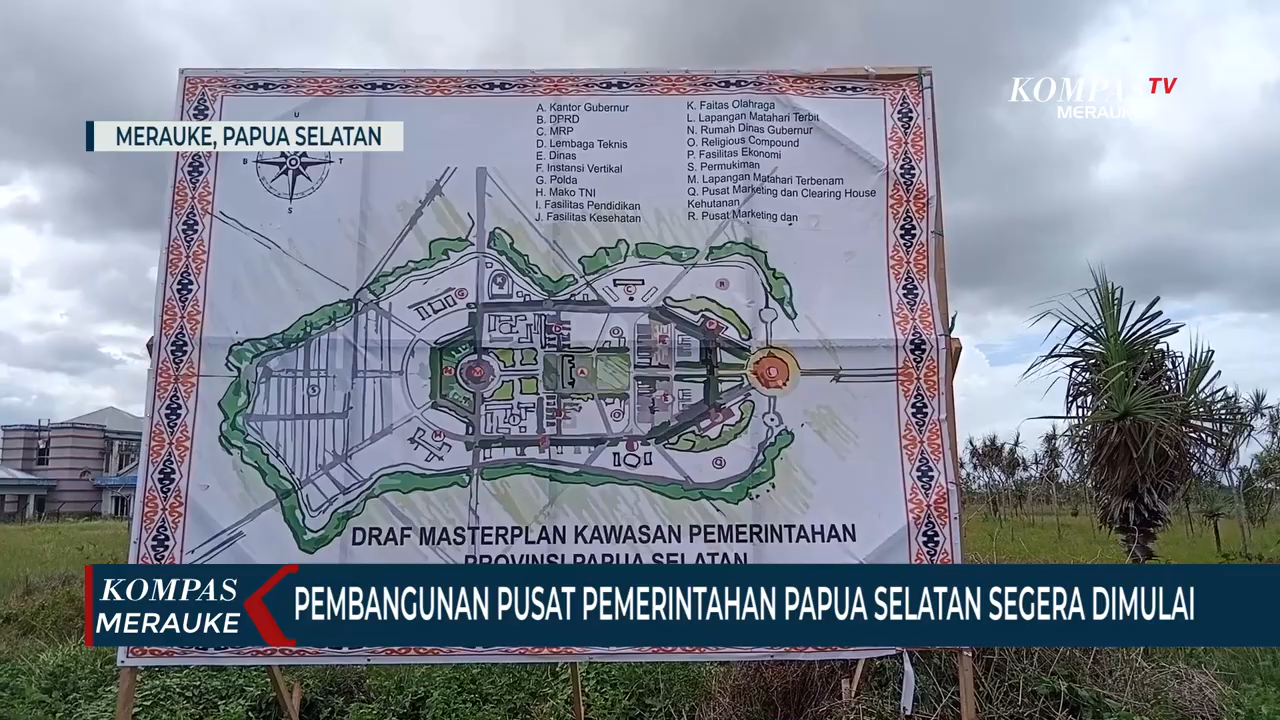 KOMPAS TV
MERAUKE
MERAUKE, PAPUA SELATAN
U
B T
S
A. Kantor Gubernur
B. DPRD
C. MRP
D. Lembaga Teknis
E. Dinas
F. Instansi Vertikal
G. Polda
H. Mako TNI
I. Fasilitas Pendidikan
J. Fasilitas Kesehatan
K. Faitas Olahraga
L. Lapangan Matahari Terbit
N. Rumah Dinas Gubernur
O. Religious Compound
P. Fasilitas Ekonomi
S. Permukiman
M. Lapangan Matahari Terbenam
Q. Pusat Marketing dan Clearing House
Kehutanan
R. Pusat Marketing dan
K
G
C
R
S
M
A
L
H
Q
DRAF MASTERPLAN KAWASAN PEMERINTAHAN
PROVINSI PAPUA SELATAN
KOMPAS
MERAUKE
PEMBANGUNAN PUSAT PEMERINTAHAN PAPUA SELATAN SEGERA DIMULAI